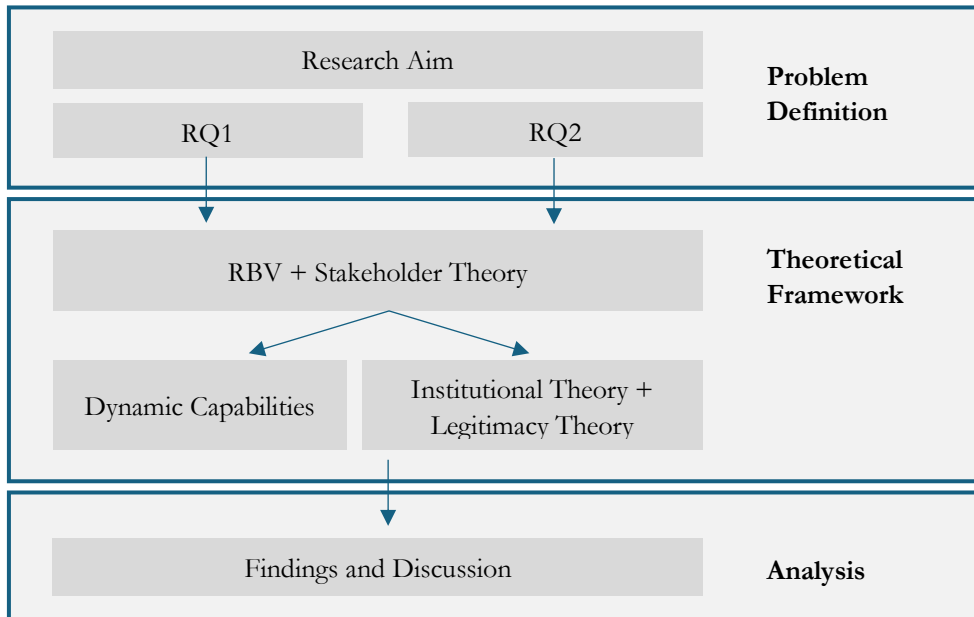 Research Aim
RQ1
RQ2
Problem
Definition
RBV + Stakeholder Theory
Theoretical
Framework
Dynamic Capabilities
Institutional Theory +
Legitimacy Theory
Findings and Discussion
Analysis